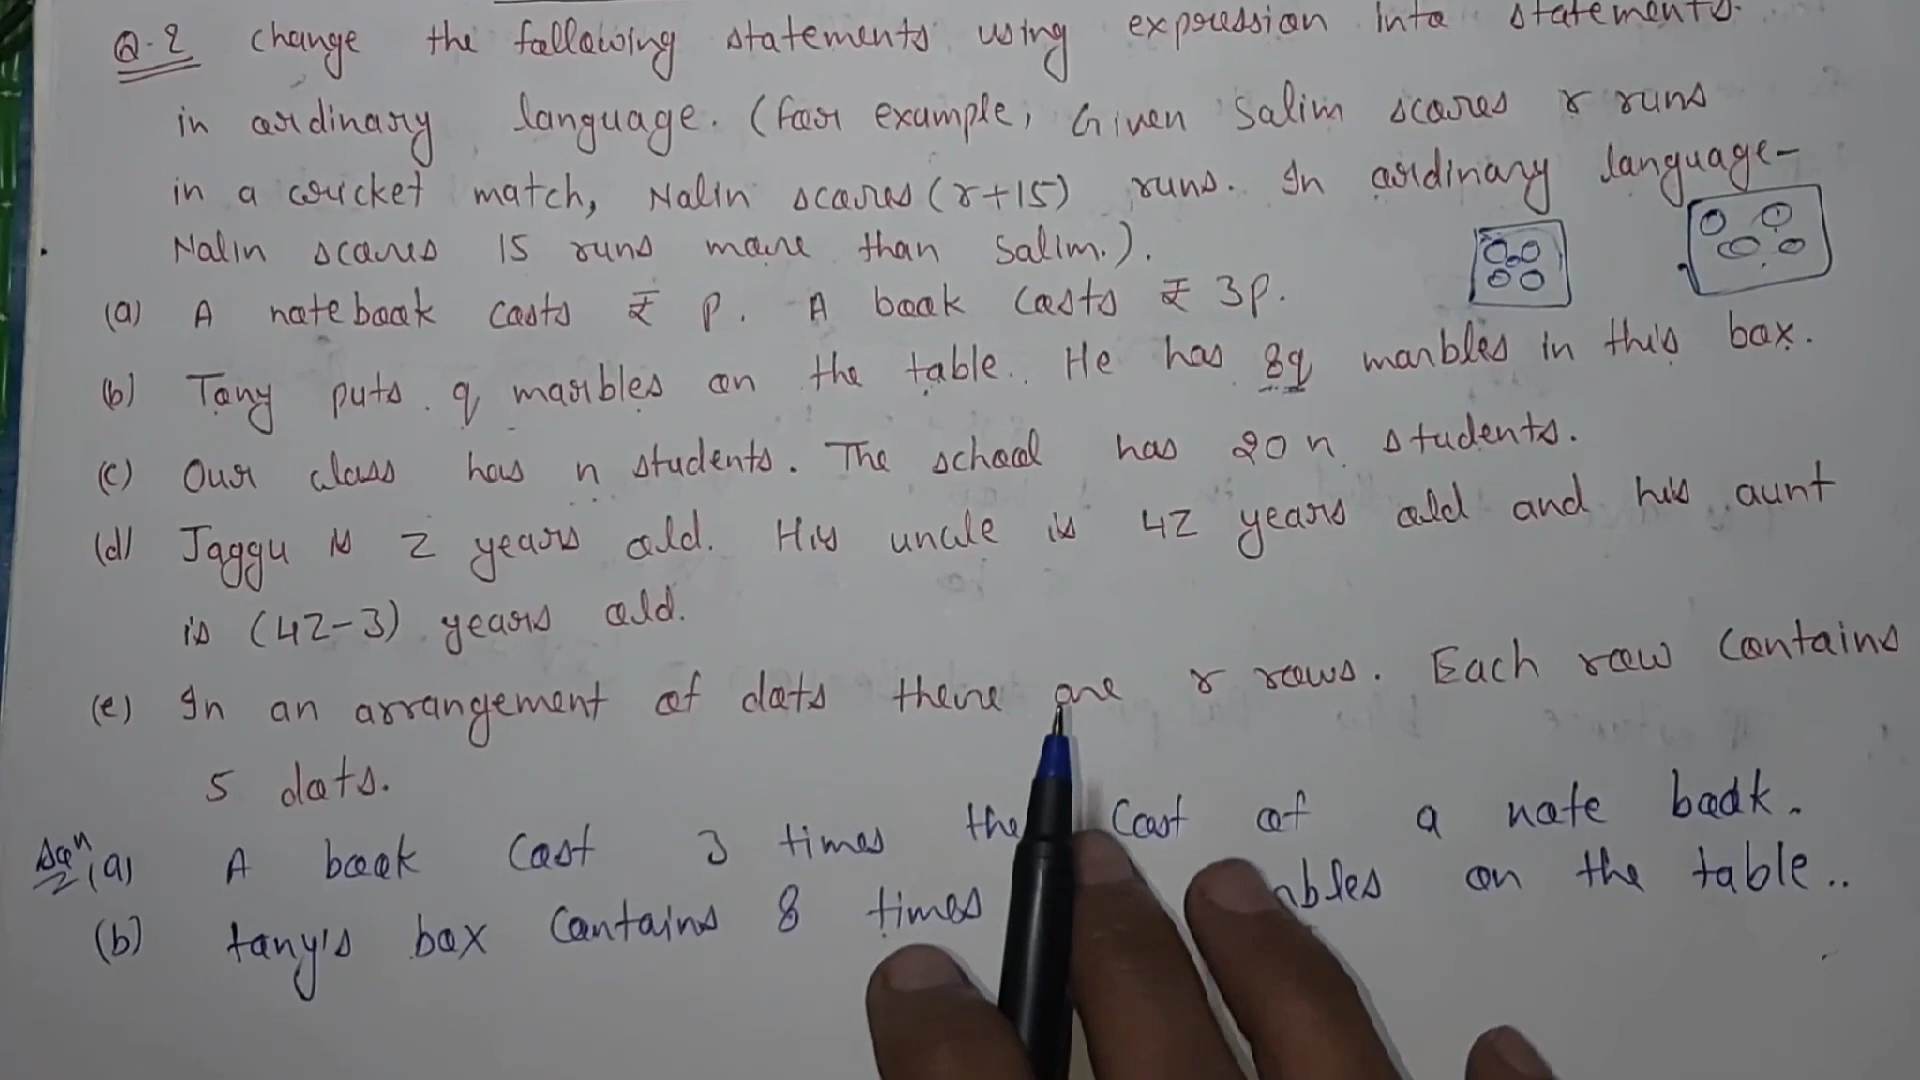 Q.2 change the following statements using expression into statements.
in ordinary language. (for example, Given Salim scores r runs
in a cricket match, Nalin scores (r+15) runs. In ordinary language-
Nalin scores 15 runs more than Salim.).
(a) A notebook costs ₹ p. A book costs ₹ 3p.
(b) Tony puts q marbles on the table. He has 8q marbles in this box.
(c) Our class has n students. The school has 20n students.
(d) Jaggu is z years old. His uncle is 4z years old and his aunt
is (4z-3) years old.
(e) In an arrangement of dots there are r rows. Each row contains
5 dots.
Soln 2 (a) A book cost 3 times the cost of a note book.
(b) tony's box contains 8 times on the table..